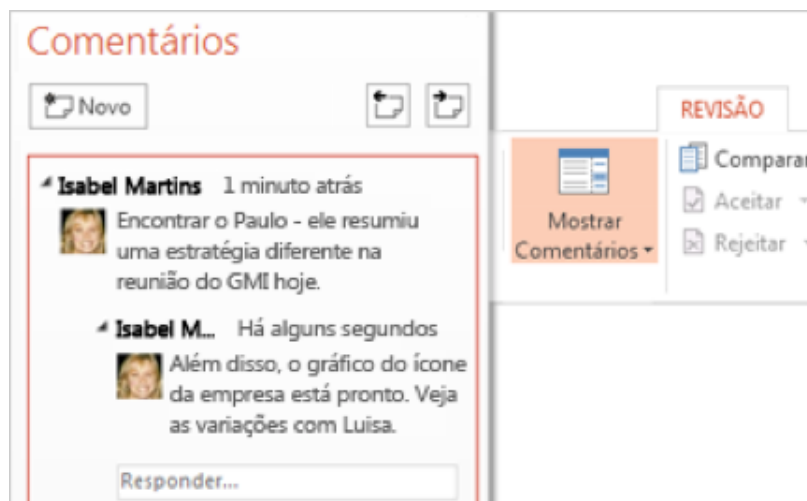 Comentários
Novo
Isabel Martins 1 minuto atrás
Encontrar o Paulo - ele resumiu
uma estratégia diferente na
reunião do GMI hoje.
Isabel M... Há alguns segundos
Além disso, o gráfico do ícone
da empresa está pronto. Veja
as variações com Luisa.
Responder...
REVISÃO
Mostrar
Comentários
Comparar
Aceitar
Rejeitar